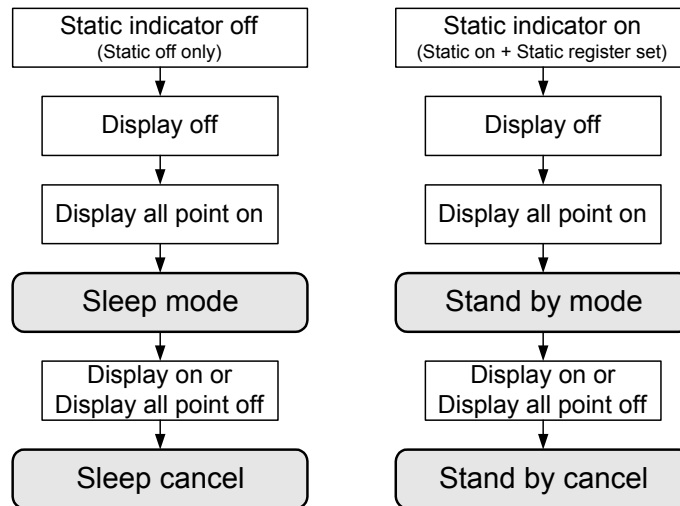 Static indicator off
(Static off only)
Display off
Display all point on
Sleep mode
Display on or
Display all point off
Sleep cancel
Static indicator on
(Static on + Static register set)
Display off
Display all point on
Stand by mode
Display on or
Display all point off
Stand by cancel